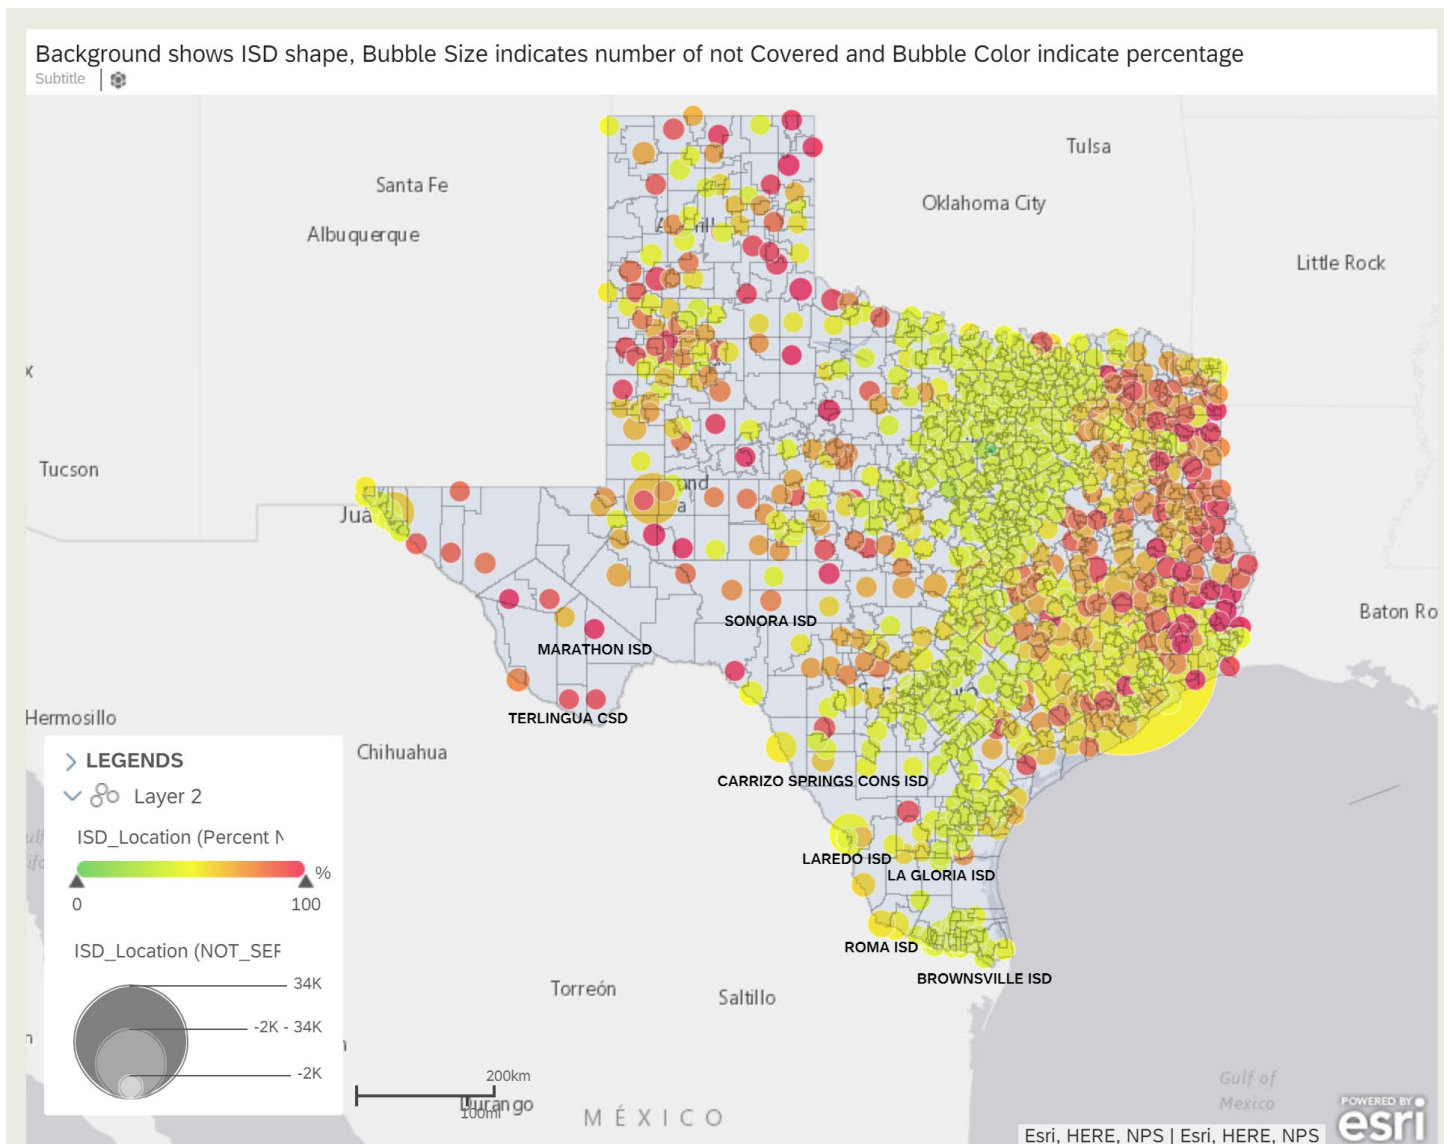 Background shows ISD shape, Bubble Size indicates number of not Covered and Bubble Color indicate percentage
Subtitle
Tulsa
Santa Fe
Oklahoma City
Albuquerque
Little Rock
Tucson
Jua
SONORA ISD
Baton Ro
MARATHON ISD
TERLINGUA CSD
Hermosillo
Chihuahua
CARRIZO SPRINGS CONS ISD
LAREDO ISD
LA GLORIA ISD
ROMA ISD
BROWNSVILLE ISD
Torreón
Saltillo
Durango
MÉXICO
Gulf of
Mexico
LEGENDS
Layer 2
ISD_Location (Percent N
%
0 100
ISD_Location (NOT_SER
34K
-2K - 34K
-2K
200km
100mi
POWERED BY
esri
Esri, HERE, NPS | Esri, HERE, NPS